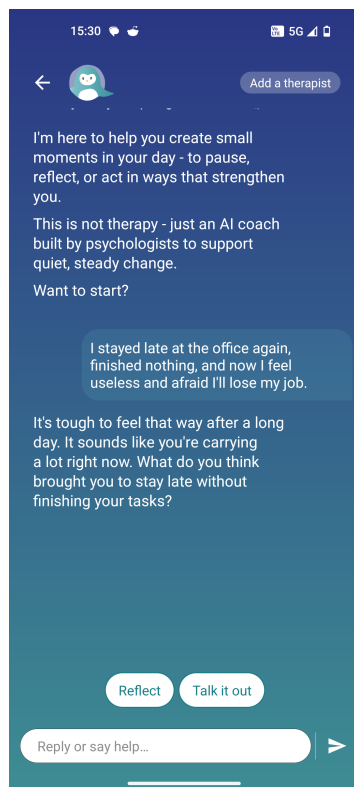 15:30
Vo LTE 5G
Add a therapist
I'm here to help you create small
moments in your day - to pause,
reflect, or act in ways that strengthen
you.
This is not therapy - just an AI coach
built by psychologists to support
quiet, steady change.
Want to start?
I stayed late at the office again,
finished nothing, and now I feel
useless and afraid I'll lose my job.
It's tough to feel that way after a long
day. It sounds like you're carrying
a lot right now. What do you think
brought you to stay late without
finishing your tasks?
Reflect
Talk it out
Reply or say help...